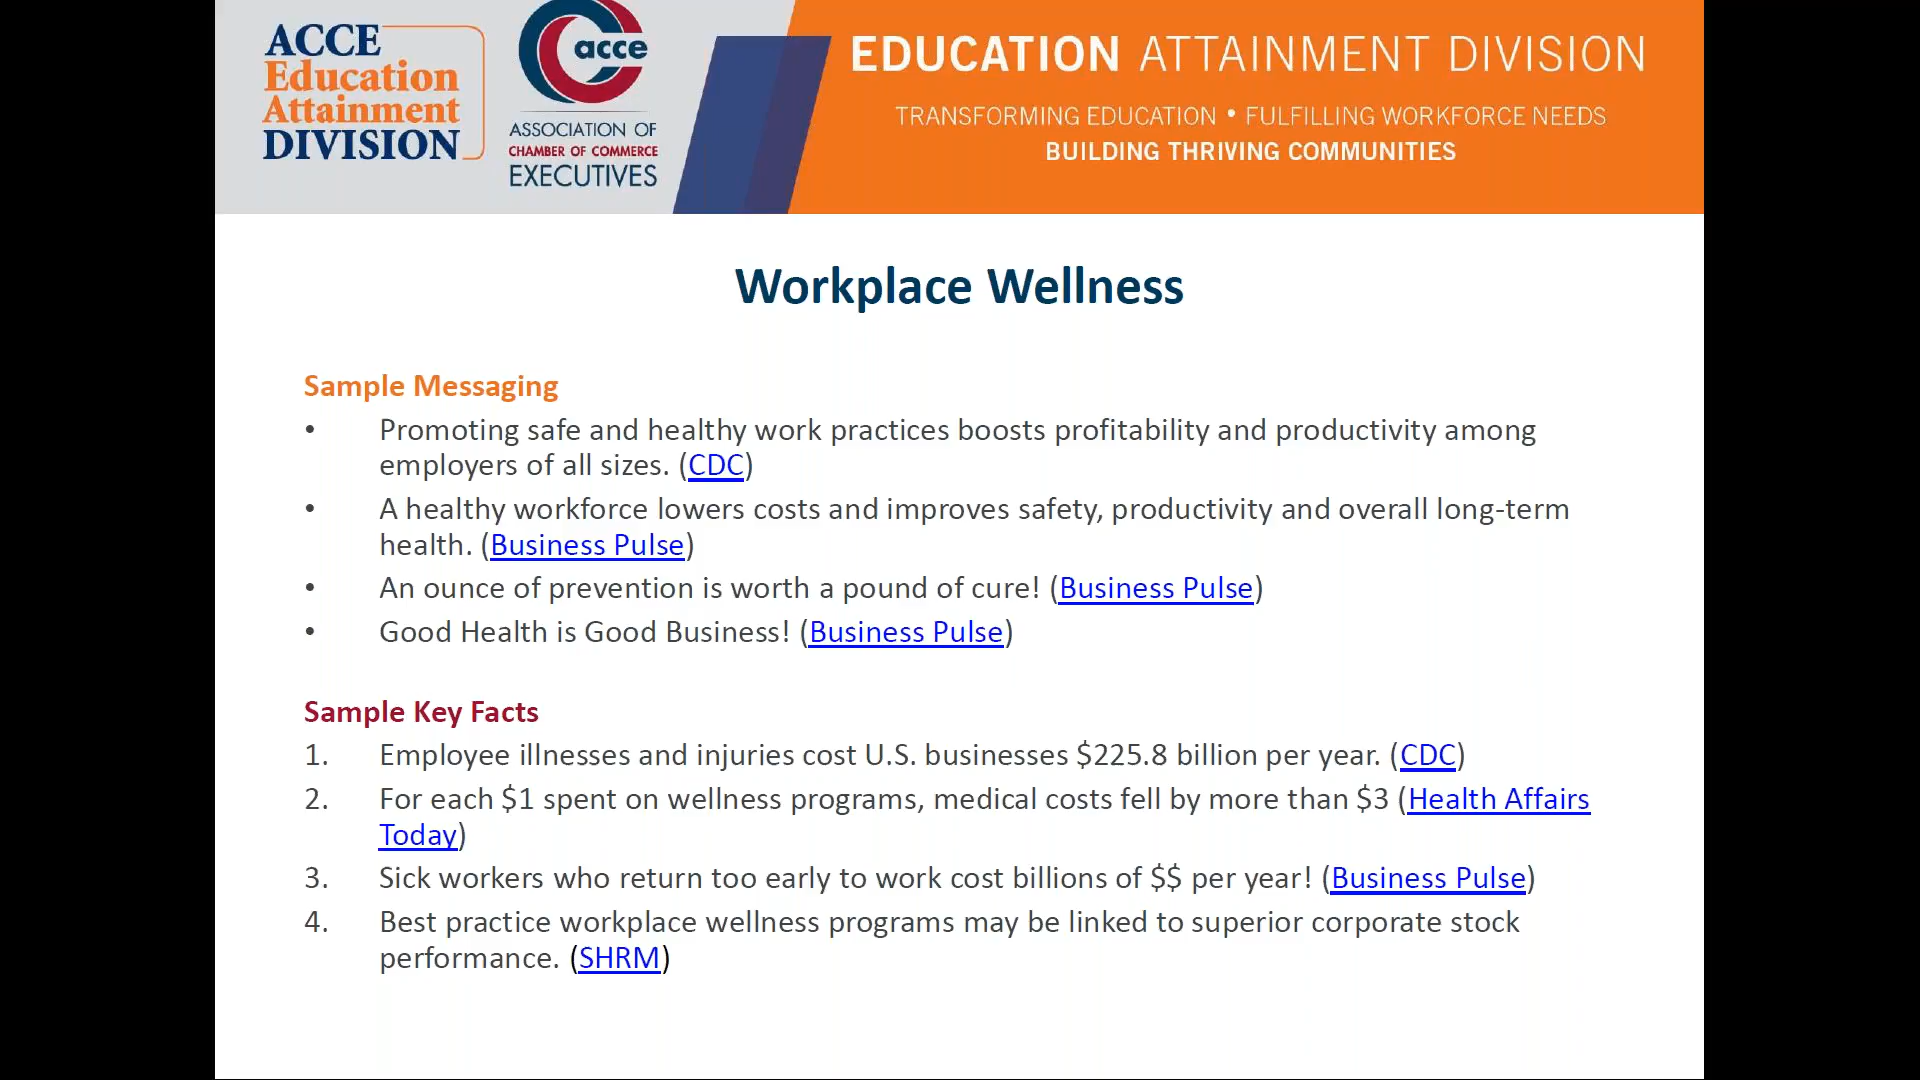 ACCE
Education
Attainment
DIVISION
acce
ASSOCIATION OF
CHAMBER OF COMMERCE
EXECUTIVES
EDUCATION ATTAINMENT DIVISION
TRANSFORMING EDUCATION • FULFILLING WORKFORCE NEEDS
BUILDING THRIVING COMMUNITIES
Workplace Wellness
Sample Messaging
• Promoting safe and healthy work practices boosts profitability and productivity among
employers of all sizes. (CDC)
• A healthy workforce lowers costs and improves safety, productivity and overall long-term
health. (Business Pulse)
• An ounce of prevention is worth a pound of cure! (Business Pulse)
• Good Health is Good Business! (Business Pulse)
Sample Key Facts
1. Employee illnesses and injuries cost U.S. businesses $225.8 billion per year. (CDC)
2. For each $1 spent on wellness programs, medical costs fell by more than $3 (Health Affairs
Today)
3. Sick workers who return too early to work cost billions of $$ per year! (Business Pulse)
4. Best practice workplace wellness programs may be linked to superior corporate stock
performance. (SHRM)